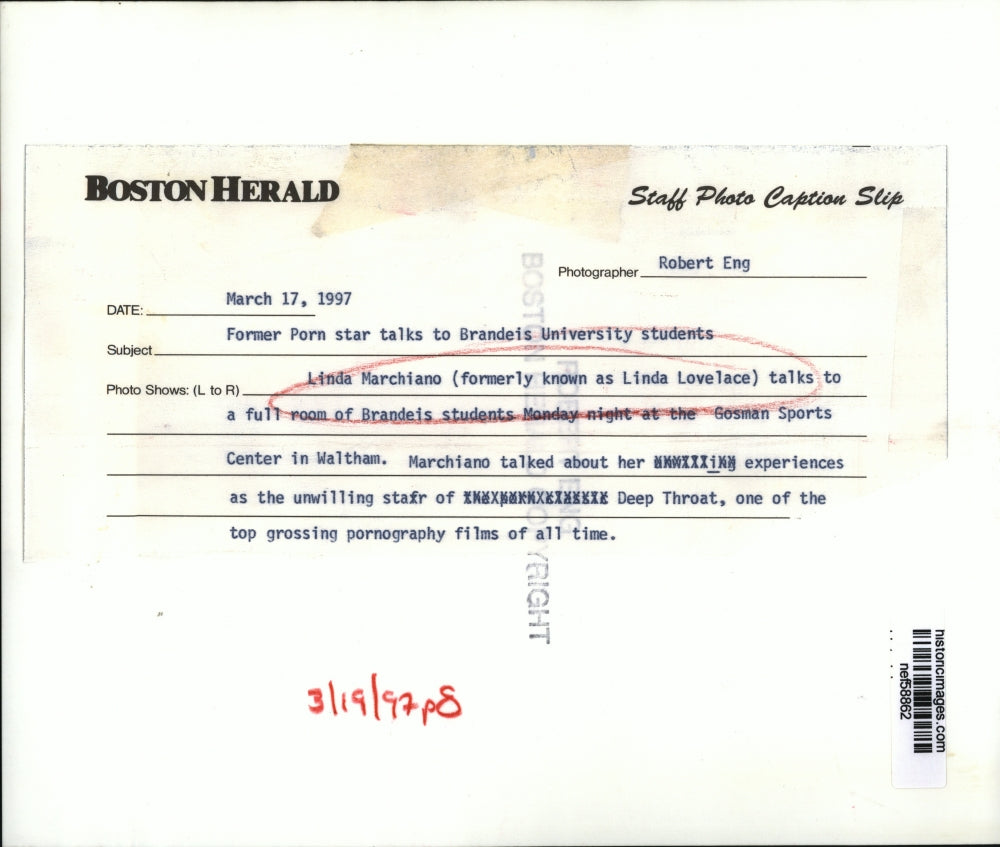 BOSTON HERALD
Staff Photo Caption Slip
Photographer Robert Eng
DATE: March 17, 1997
Subject Former Porn star talks to Brandeis University students
Photo Shows: (L to R) Linda Marchiano (formerly known as Linda Lovelace) talks to
a full room of Brandeis students Monday night at the Gosman Sports
Center in Waltham. Marchiano talked about her experiences
as the unwilling stafr of Deep Throat, one of the
top grossing pornography films of all time.
3/19/97 p8
historicimages.com
nef58862